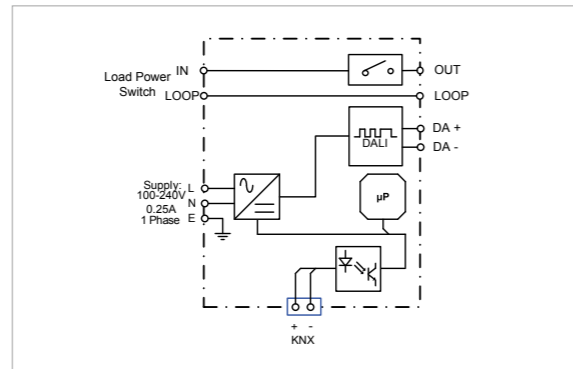 IN
OUT
Load Power
Switch
LOOP
LOOP
DA +
DALI
DA -
Supply:
100-240V
L
N
0.25A
1 Phase
E
µP
+ -
KNX